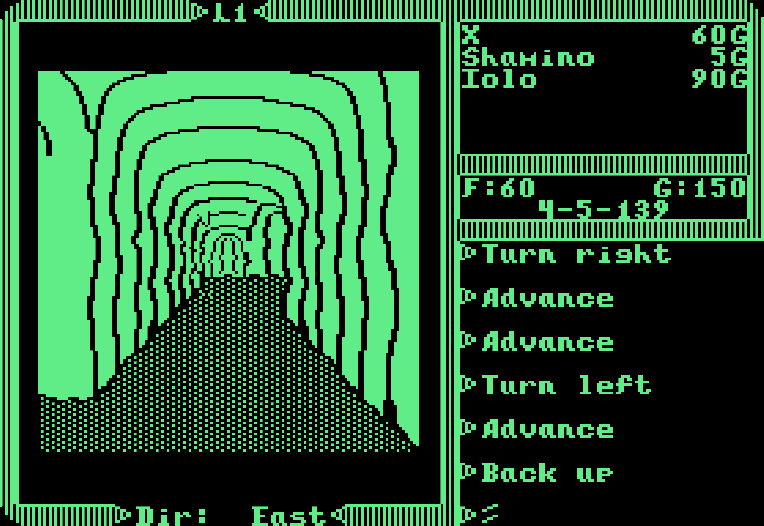 L1
X 60G
Shamino 5G
Iolo 90G
F:60 G:150
4-5-139
Turn right
Advance
Advance
Turn left
Advance
Back up
Dir: East